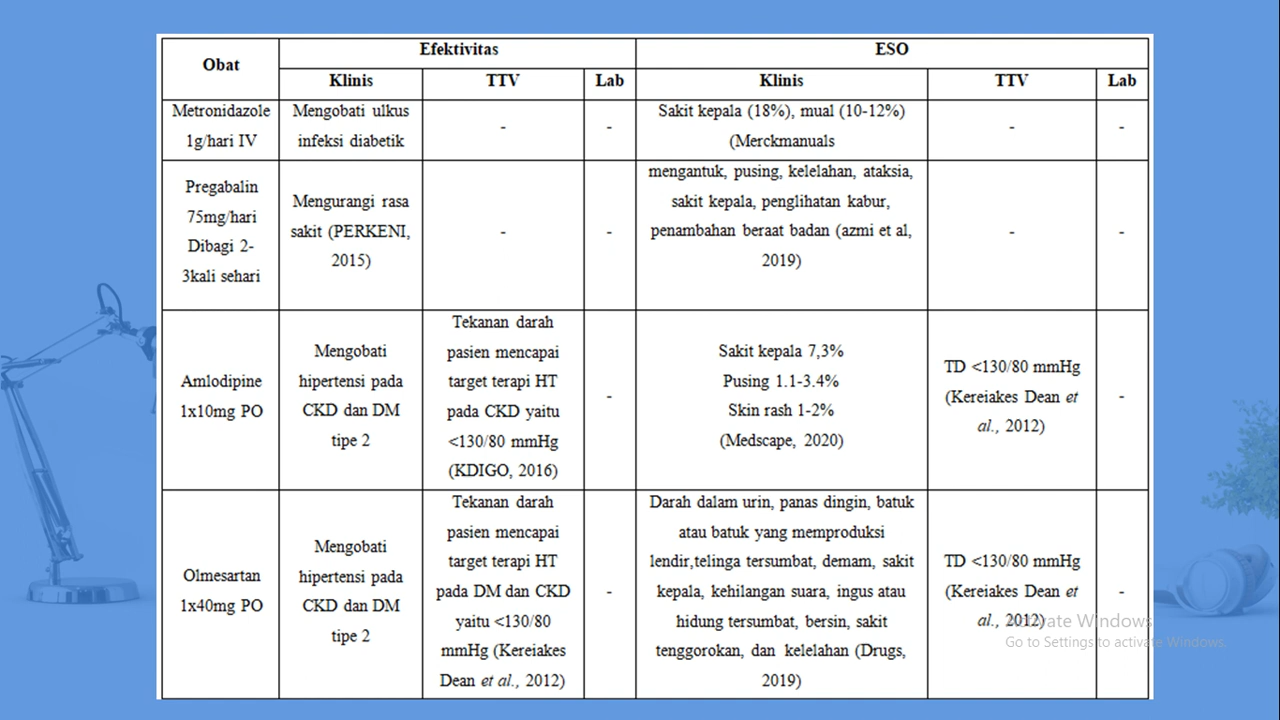 Obat
Efektivitas
ESO
Klinis
TTV
Lab
Klinis
TTV
Lab
Metronidazole
1g/hari IV
Mengobati ulkus
infeksi diabetik
-
-
Sakit kepala (18%), mual (10-12%)
(Merckmanuals
-
-
Pregabalin
75mg/hari
Dibagi 2-
3kali sehari
Mengurangi rasa
sakit (PERKENI,
2015)
-
-
mengantuk, pusing, kelelahan, ataksia,
sakit kepala, penglihatan kabur,
penambahan beraat badan (azmi et al,
2019)
-
-
Amlodipine
1x10mg PO
Mengobati
hipertensi pada
CKD dan DM
tipe 2
Tekanan darah
pasien mencapai
target terapi HT
pada CKD yaitu
<130/80 mmHg
(KDIGO, 2016)
-
Sakit kepala 7,3%
Pusing 1.1-3.4%
Skin rash 1-2%
(Medscape, 2020)
TD <130/80 mmHg
(Kereiakes Dean et
al., 2012)
-
Olmesartan
1x40mg PO
Mengobati
hipertensi pada
CKD dan DM
tipe 2
Tekanan darah
pasien mencapai
target terapi HT
pada DM dan CKD
yaitu <130/80
mmHg (Kereiakes
Dean et al., 2012)
-
Darah dalam urin, panas dingin, batuk
atau batuk yang memproduksi
lendir,telinga tersumbat, demam, sakit
kepala, kehilangan suara, ingus atau
hidung tersumbat, bersin, sakit
tenggorokan, dan kelelahan (Drugs,
2019)
TD <130/80 mmHg
(Kereiakes Dean et
al., 2012)
-
Activate Windows
Go to Settings to activate Windows.